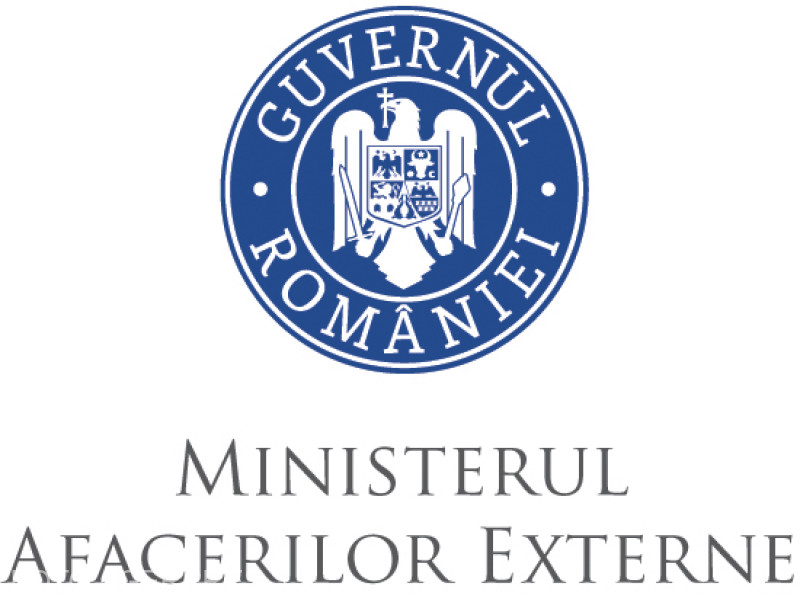 GUVERNUL
ROMÂNIEI
MINISTERUL
AFACERILOR EXTERNE